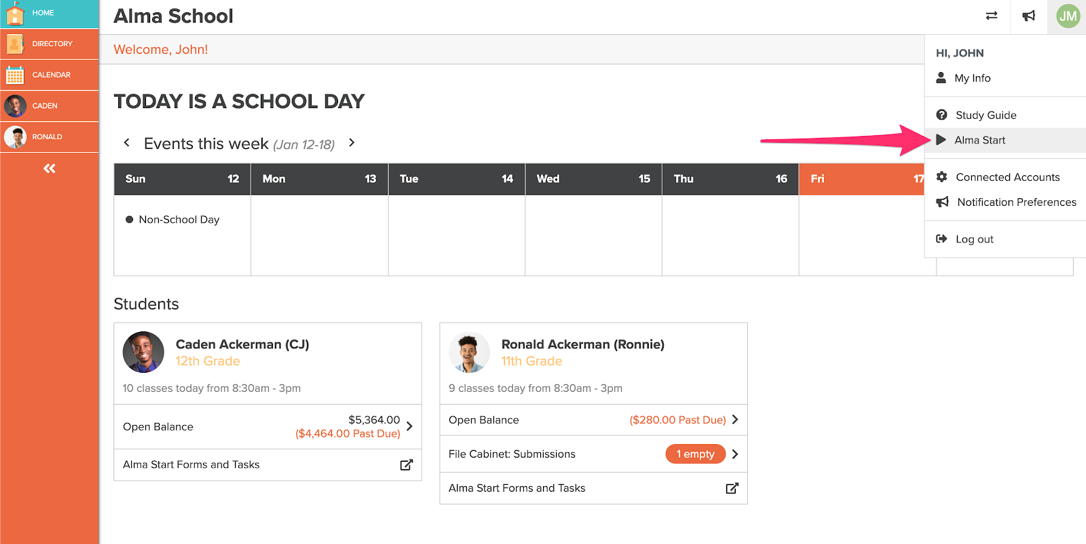 HOME
DIRECTORY
CALENDAR
CADEN
RONALD
Alma School
JM
Welcome, John!
HI, JOHN
My Info
Study Guide
Alma Start
Connected Accounts
Notification Preferences
Log out
TODAY IS A SCHOOL DAY
Events this week (Jan 12-18)
Sun 12 Mon 13 Tue 14 Wed 15 Thu 16 Fri 17
Non-School Day
Students
Caden Ackerman (CJ)
12th Grade
10 classes today from 8:30am - 3pm
Open Balance $5,364.00
($4,464.00 Past Due)
Alma Start Forms and Tasks
Ronald Ackerman (Ronnie)
11th Grade
9 classes today from 8:30am - 3pm
Open Balance ($280.00 Past Due)
File Cabinet: Submissions 1 empty
Alma Start Forms and Tasks